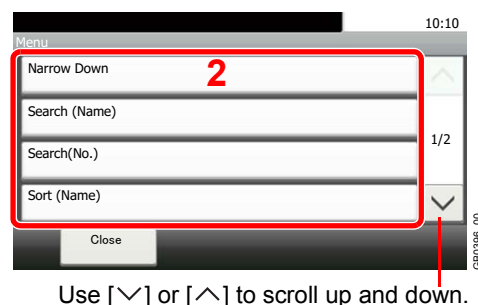 10:10
Menu
Narrow Down
2
Search (Name)
Search(No.)
1/2
Sort (Name)
Close
GB0396_00
Use [∨] or [∧] to scroll up and down.